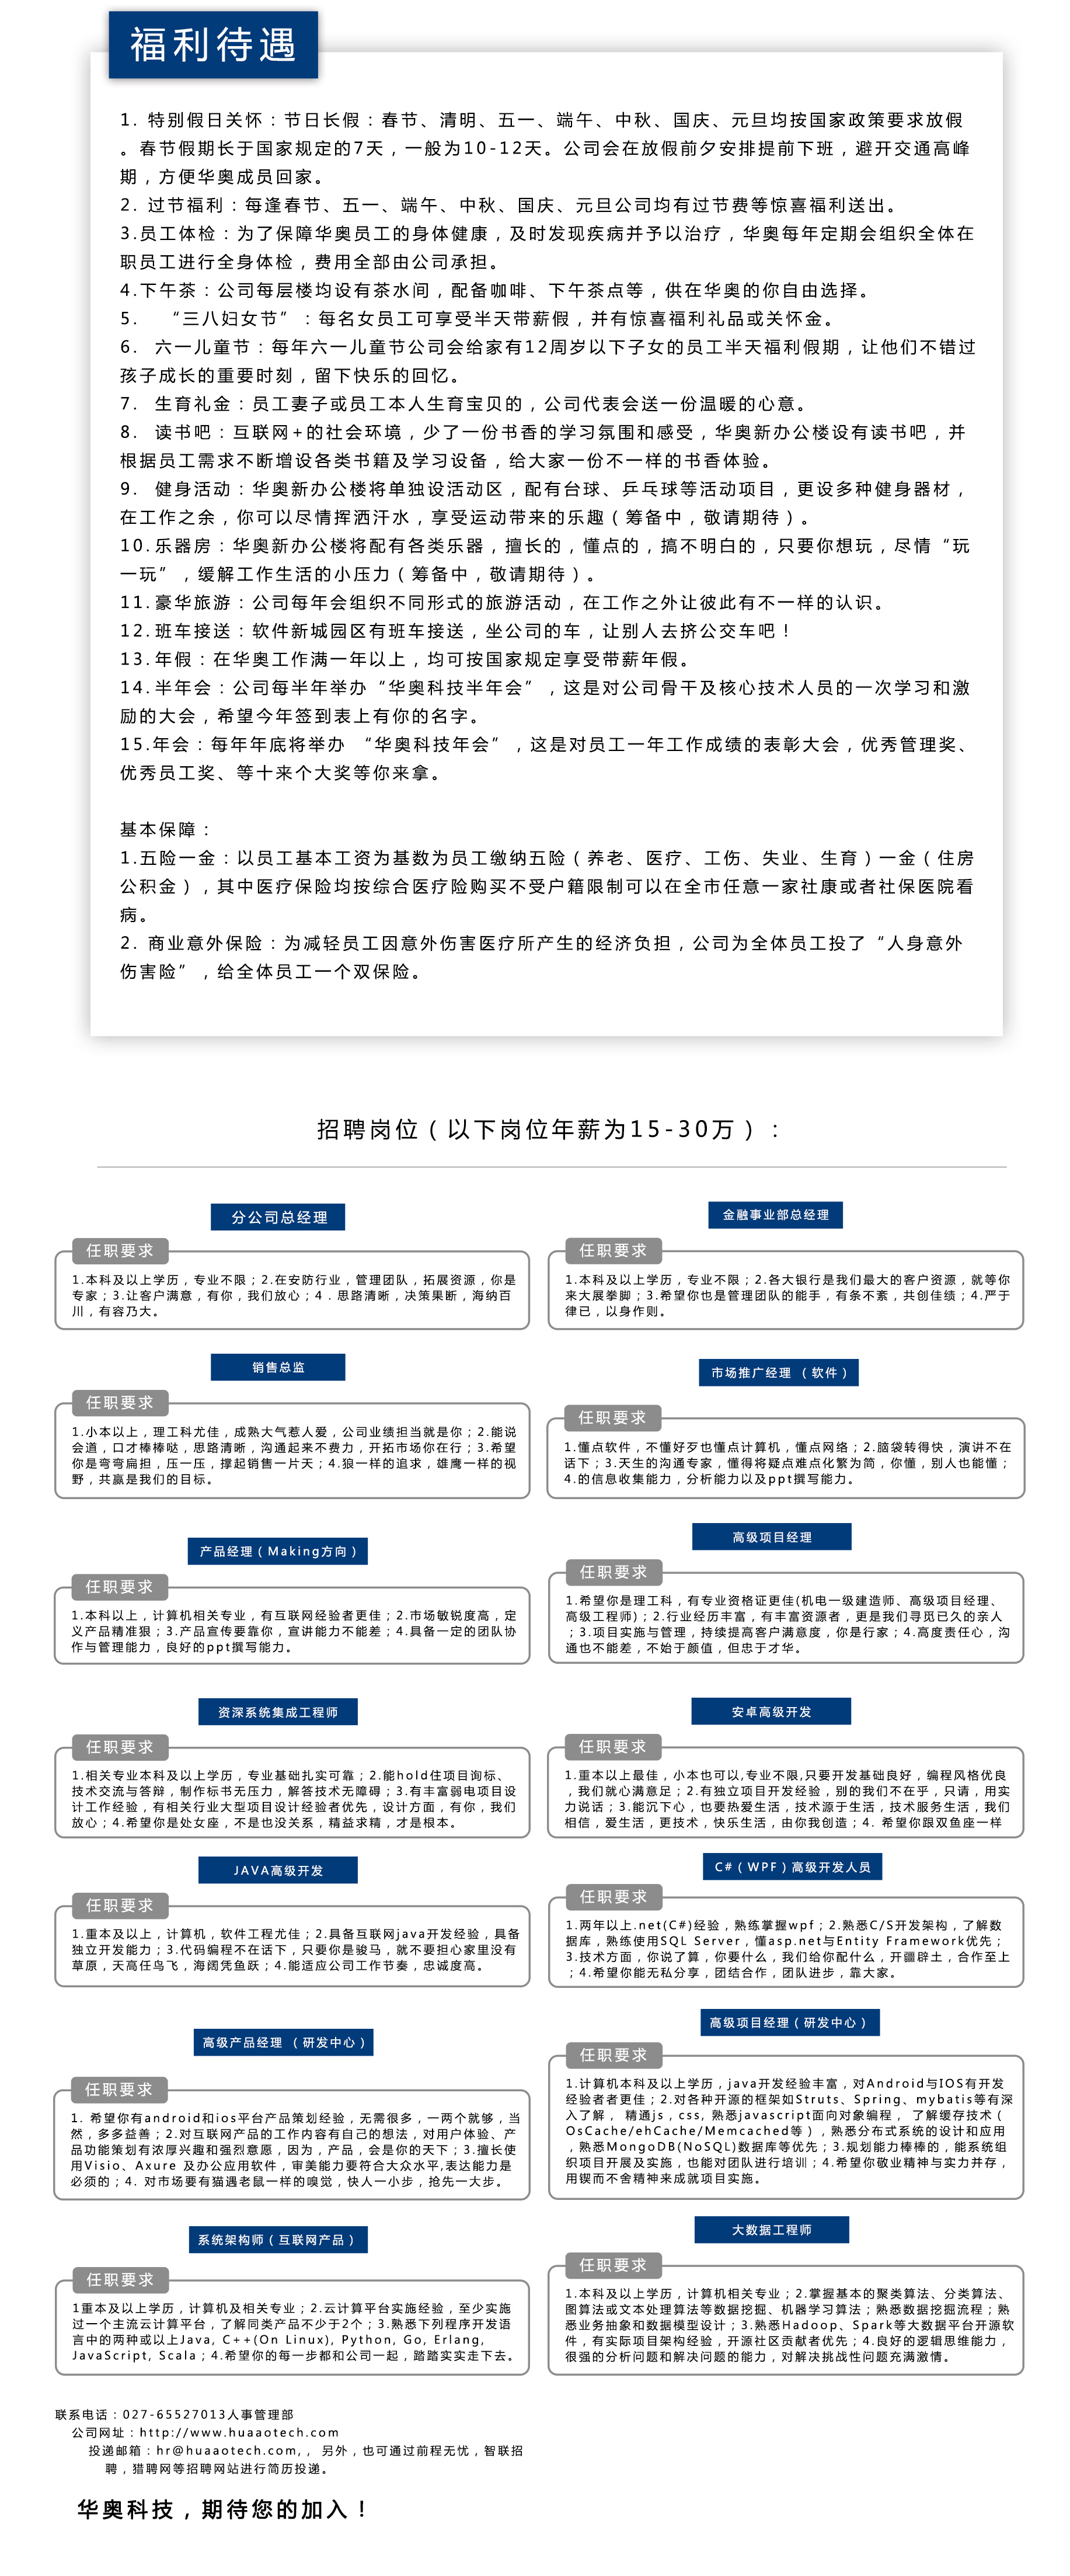 福利待遇
1. 特别假日关怀：节日长假：春节、清明、五一、端午、中秋、国庆、元旦均按国家政策要求放假
。春节假期长于国家规定的7天，一般为10-12天。公司会在放假前夕安排提前下班，避开交通高峰
期，方便华奥成员回家。
2. 过节福利：每逢春节、五一、端午、中秋、国庆、元旦公司均有过节费等惊喜福利送出。
3.员工体检：为了保障华奥员工的身体健康，及时发现疾病并予以治疗，华奥每年定期会组织全体在
职员工进行全身体检，费用全部由公司承担。
4.下午茶：公司每层楼均设有茶水间，配备咖啡、下午茶点等，供在华奥的你自由选择。
5. “三八妇女节”：每名女员工可享受半天带薪假，并有惊喜福利礼品或关怀金。
6. 六一儿童节：每年六一儿童节公司会给家有12周岁以下子女的员工半天福利假期，让他们不错过
孩子成长的重要时刻，留下快乐的回忆。
7. 生育礼金：员工妻子或员工本人生育宝贝的，公司代表会送一份温暖的心意。
8. 读书吧：互联网+的社会环境，少了一份书香的学习氛围和感受，华奥新办公楼设有读书吧，并
根据员工需求不断增设各类书籍及学习设备，给大家一份不一样的书香体验。
9. 健身活动：华奥新办公楼将单独设活动区，配有台球、乒乓球等活动项目，更设多种健身器材，
在工作之余，你可以尽情挥洒汗水，享受运动带来的乐趣（筹备中，敬请期待）。
10.乐器房：华奥新办公楼将配有各类乐器，擅长的，懂点的，搞不明白的，只要你想玩，尽情“玩
一玩”，缓解工作生活的小压力（筹备中，敬请期待）。
11.豪华旅游：公司每年会组织不同形式的旅游活动，在工作之外让彼此有不一样的认识。
12.班车接送：软件新城园区有班车接送，坐公司的车，让别人去挤公交车吧！
13.年假：在华奥工作满一年以上，均可按国家规定享受带薪年假。
14.半年会：公司每半年举办“华奥科技半年会”，这是对公司骨干及核心技术人员的一次学习和激
励的大会，希望今年签到表上有你的名字。
15.年会：每年年底将举办 “华奥科技年会”，这是对员工一年工作成绩的表彰大会，优秀管理奖、
优秀员工奖、等十来个大奖等你来拿。
基本保障：
1.五险一金：以员工基本工资为基数为员工缴纳五险（养老、医疗、工伤、失业、生育）一金（住房
公积金），其中医疗保险均按综合医疗险购买不受户籍限制可以在全市任意一家社康或者社保医院看
病。
2. 商业意外保险：为减轻员工因意外伤害医疗所产生的经济负担，公司为全体员工投了“人身意外
伤害险”，给全体员工一个双保险。
招聘岗位（以下岗位年薪为15-30万）：
分公司总经理
任职要求
1.本科及以上学历，专业不限；2.在安防行业，管理团队，拓展资源，你是
专家；3.让客户满意，有你，我们放心；4．思路清晰，决策果断，海纳百
川，有容乃大。
金融事业部总经理
任职要求
1.本科及以上学历，专业不限；2.各大银行是我们最大的客户资源，就等你
来大展拳脚；3.希望你也是管理团队的能手，有条不紊，共创佳绩；4.严于
律已，以身作则。
销售总监
任职要求
1.小本以上，理工科尤佳，成熟大气惹人爱，公司业绩担当就是你；2.能说
会道，口才棒棒哒，思路清晰，沟通起来不费力，开拓市场你在行；3.希望
你是弯弯扁担，压一压，撑起销售一片天；4.狼一样的追求，雄鹰一样的视
野，共赢是我们的目标。
市场推广经理 （软件）
任职要求
1.懂点软件，不懂好歹也懂点计算机，懂点网络；2.脑袋转得快，演讲不在
话下；3.天生的沟通专家，懂得将疑点难点化繁为简，你懂，别人也能懂；
4.的信息收集能力，分析能力以及ppt撰写能力。
产品经理（Making方向）
任职要求
1.本科以上，计算机相关专业，有互联网经验者更佳；2.市场敏锐度高，定
义产品精准狠；3.产品宣传要靠你，宣讲能力不能差；4.具备一定的团队协
作与管理能力，良好的ppt撰写能力。
高级项目经理
任职要求
1.希望你是理工科，有专业资格证更佳(机电一级建造师、高级项目经理、
高级工程师)；2.行业经历丰富，有丰富资源者，更是我们寻觅已久的亲人
；3.项目实施与管理，持续提高客户满意度，你是行家；4.高度责任心，沟
通也不能差，不始于颜值，但忠于才华。
资深系统集成工程师
任职要求
1.相关专业本科及以上学历，专业基础扎实可靠；2.能hold住项目询标、
技术交流与答辩，制作标书无压力，解答技术无障碍；3.有丰富弱电项目设
计工作经验，有相关行业大型项目设计经验者优先，设计方面，有你，我们
放心；4.希望你是处女座，不是也没关系，精益求精，才是根本。
安卓高级开发
任职要求
1.重本以上最佳，小本也可以,专业不限,只要开发基础良好，编程风格优良
，我们就心满意足；2.有独立项目开发经验，别的我们不在乎，只请，用实
力说话；3.能沉下心，也要热爱生活，技术源于生活，技术服务生活，我们
相信，爱生活，更技术，快乐生活，由你我创造；4. 希望你跟双鱼座一样
JAVA高级开发
任职要求
1.重本及以上，计算机，软件工程尤佳；2.具备互联网java开发经验，具备
独立开发能力；3.代码编程不在话下，只要你是骏马，就不要担心家里没有
草原，天高任鸟飞，海阔凭鱼跃；4.能适应公司工作节奏，忠诚度高。
C#（WPF）高级开发人员
任职要求
1.两年以上.net(C#)经验，熟练掌握wpf；2.熟悉C/S开发架构，了解数
据库，熟练使用SQL Server，懂asp.net与Entity Framework优先；
3.技术方面，你说了算，你要什么，我们给你配什么，开疆辟土，合作至上
；4.希望你能无私分享，团结合作，团队进步，靠大家。
高级产品经理 （研发中心）
任职要求
1. 希望你有android和ios平台产品策划经验，无需很多，一两个就够，当
然，多多益善；2.对互联网产品的工作内容有自己的想法，对用户体验、产
品功能策划有浓厚兴趣和强烈意愿，因为，产品，会是你的天下；3.擅长使
用Visio、Axure 及办公应用软件，审美能力要符合大众水平,表达能力是
必须的；4. 对市场要有猫遇老鼠一样的嗅觉，快人一小步，抢先一大步。
高级项目经理（研发中心）
任职要求
1.计算机本科及以上学历，java开发经验丰富，对Android与IOS有开发
经验者者更佳；2.对各种开源的框架如Struts、Spring、mybatis等有深
入了解， 精通js，css, 熟悉javascript面向对象编程， 了解缓存技术（
OsCache/ehCache/Memcached等），熟悉分布式系统的设计和应用
，熟悉MongoDB(NoSQL)数据库等优先；3.规划能力棒棒的，能系统组
织项目开展及实施，也能对团队进行培训；4.希望你敬业精神与实力并存，
用锲而不舍精神来成就项目实施。
系统架构师（互联网产品）
任职要求
1重本及以上学历，计算机及相关专业；2.云计算平台实施经验，至少实施
过一个主流云计算平台，了解同类产品不少于2个；3.熟悉下列程序开发语
言中的两种或以上Java, C++(On Linux), Python, Go, Erlang,
JavaScript, Scala；4.希望你的每一步都和公司一起，踏踏实实走下去。
大数据工程师
任职要求
1.本科及以上学历，计算机相关专业；2.掌握基本的聚类算法、分类算法、
图算法或文本处理算法等数据挖掘、机器学习算法；熟悉数据挖掘流程；熟
悉业务抽象和数据模型设计；3.熟悉Hadoop、Spark等大数据平台开源软
件，有实际项目架构经验，开源社区贡献者优先；4.良好的逻辑思维能力，
很强的分析问题和解决问题的能力，对解决挑战性问题充满激情。
联系电话：027-65527013人事管理部
公司网址：http://www.huaaotech.com
投递邮箱：hr@huaaotech.com,，另外，也可通过前程无忧，智联招
聘，猎聘网等招聘网站进行简历投递。
华奥科技，期待您的加入！